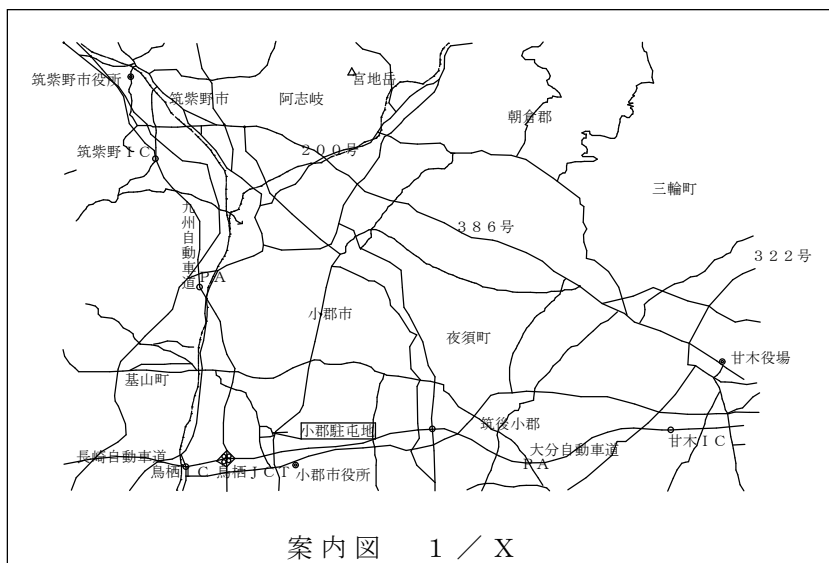 筑紫野市役所
筑紫野市
阿志岐
宮地岳
朝倉郡
200号
筑紫野IC
三輪町
九州自動車道
386号
322号
PA
小郡市
夜須町
甘木役場
基山町
小郡駐屯地
筑後小郡
大分自動車道
PA
甘木IC
長崎自動車道
鳥栖IC
鳥栖JCT
小郡市役所
案内図 1/X